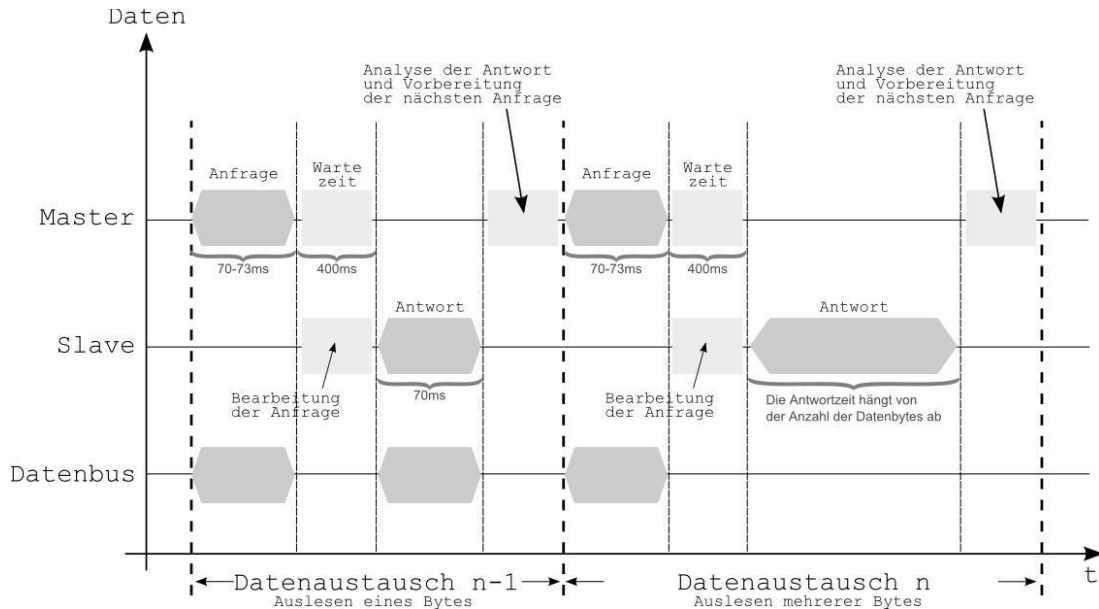 Daten
Analyse der Antwort
und Vorbereitung
der nächsten Anfrage
Analyse der Antwort
und Vorbereitung
der nächsten Anfrage
Anfrage
Warte
zeit
Anfrage
Warte
zeit
Master
70-73ms
400ms
70-73ms
400ms
Antwort
Antwort
Slave
Bearbeitung
der Anfrage
70ms
Bearbeitung
der Anfrage
Die Antwortzeit hängt von
der Anzahl der Datenbytes ab
Datenbus
t
Datenaustausch n-1
Auslesen eines Bytes
Datenaustausch n
Auslesen mehrerer Bytes